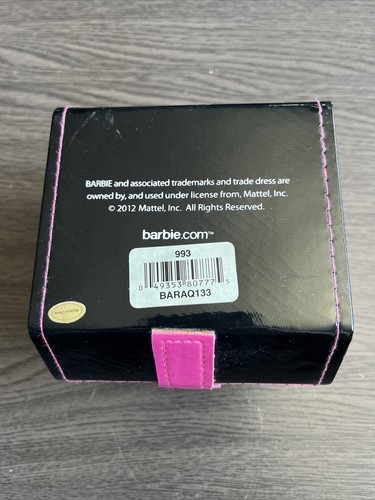 BARBIE and associated trademarks and trade dress are
owned by, and used under license from, Mattel, Inc.
© 2012 Mattel, Inc. All Rights Reserved.
barbie.com™
993
0 49353 80777 5
BARAQ133